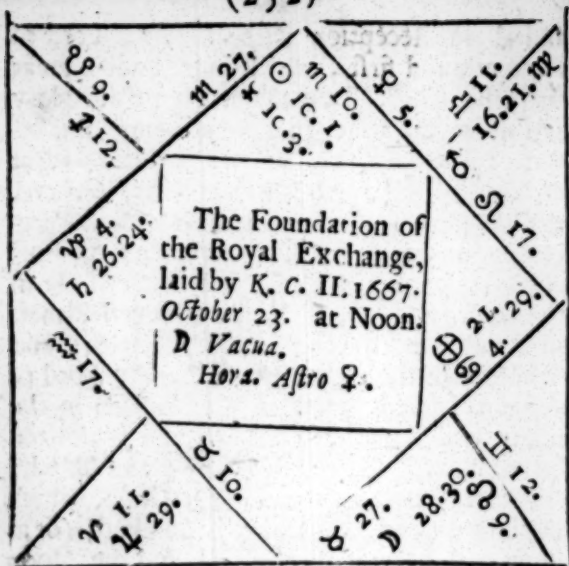 ☋ 9.
♐ 12.
♏ 27.
☉ ♏ 10.
✶ 1C. 1.
1C. 3.
☿ 5.
♎ 11.
16. 21. ♍
♂
♌ 17.
♑ 4.
♄ 26. 24.
The Foundation of
the Royal Exchange,
laid by K. C. II. 1667.
October 23. at Noon.
☽ Vacua.
Hora. Aſtro ♀.
⊕ 21. 29.
♋ 4.
♒ 17.
♈ 11.
♃ 29.
♉ 10.
♉ 27.
☽ 28. 30.
☊ 9.
♊ 12.